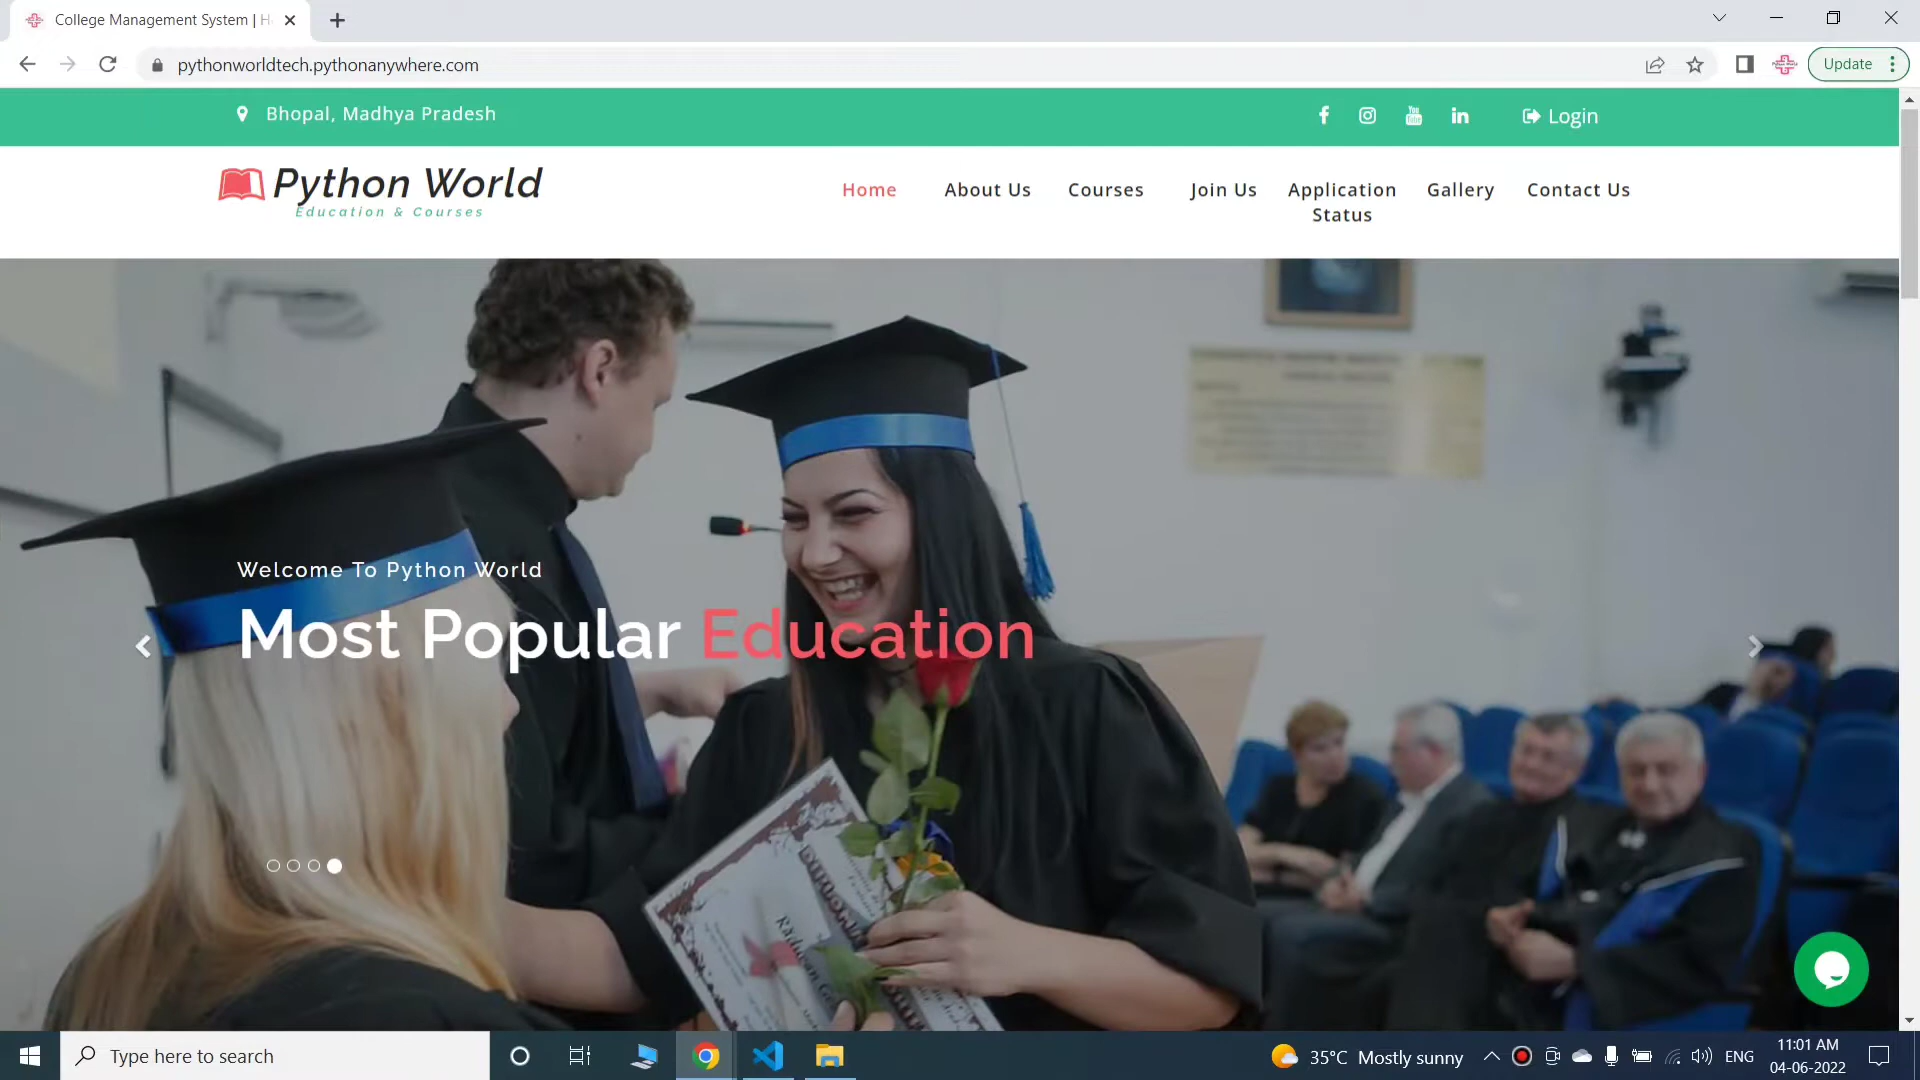 College Management System | H
pythonworldtech.pythonanywhere.com
Update
Bhopal, Madhya Pradesh
Login
Python World
Education & Courses
Home
About Us
Courses
Join Us
Application
Status
Gallery
Contact Us
Welcome To Python World
Most Popular Education
Type here to search
35°C Mostly sunny
ENG
11:01 AM
04-06-2022